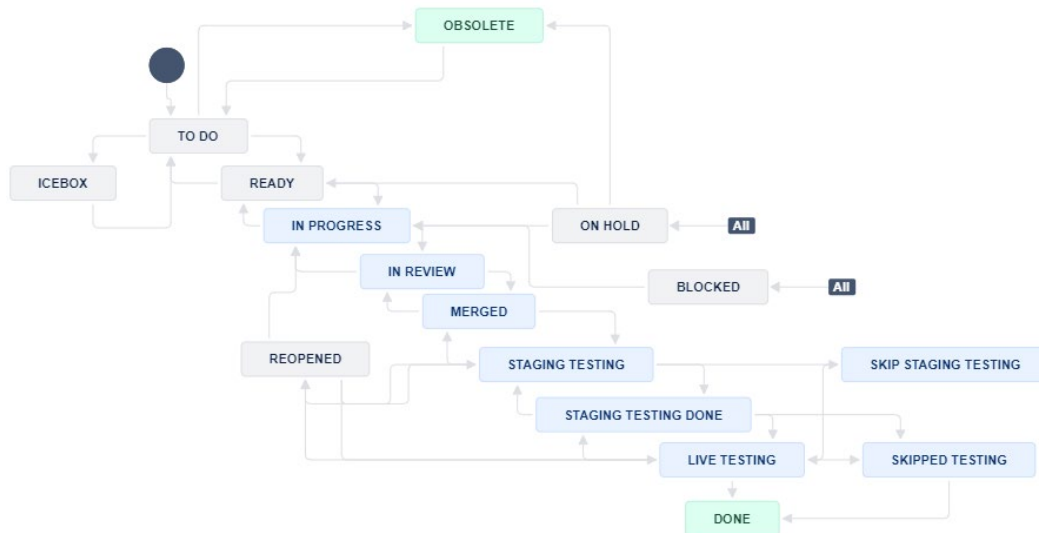 OBSOLETE
TO DO
ICEBOX
READY
IN PROGRESS
ON HOLD
All
IN REVIEW
BLOCKED
All
MERGED
REOPENED
STAGING TESTING
SKIP STAGING TESTING
STAGING TESTING DONE
LIVE TESTING
SKIPPED TESTING
DONE